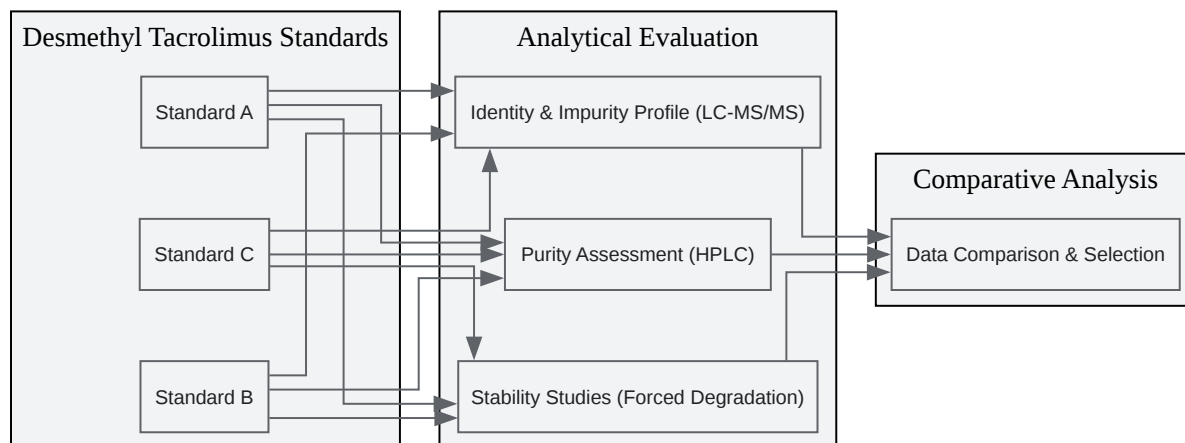 Desmethyl Tacrolimus Standards
Standard A
Standard C
Standard B
Analytical Evaluation
Identity & Impurity Profile (LC-MS/MS)
Purity Assessment (HPLC)
Stability Studies (Forced Degradation)
Comparative Analysis
Data Comparison & Selection